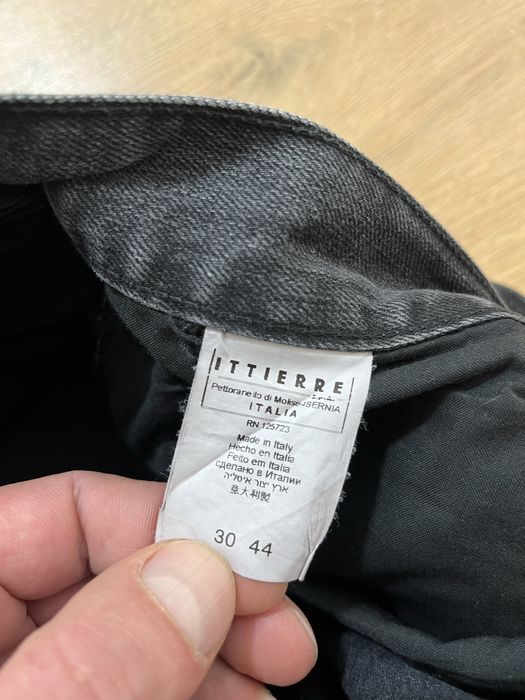 ITTIERRE
Pettoranello di Molise-ISERNIA
ITALIA
RN 125723
Made in Italy
Hecho en Italia
Feito em Italia
сделано в Италии
ארץ יצור איטליה
意大利製
30 44